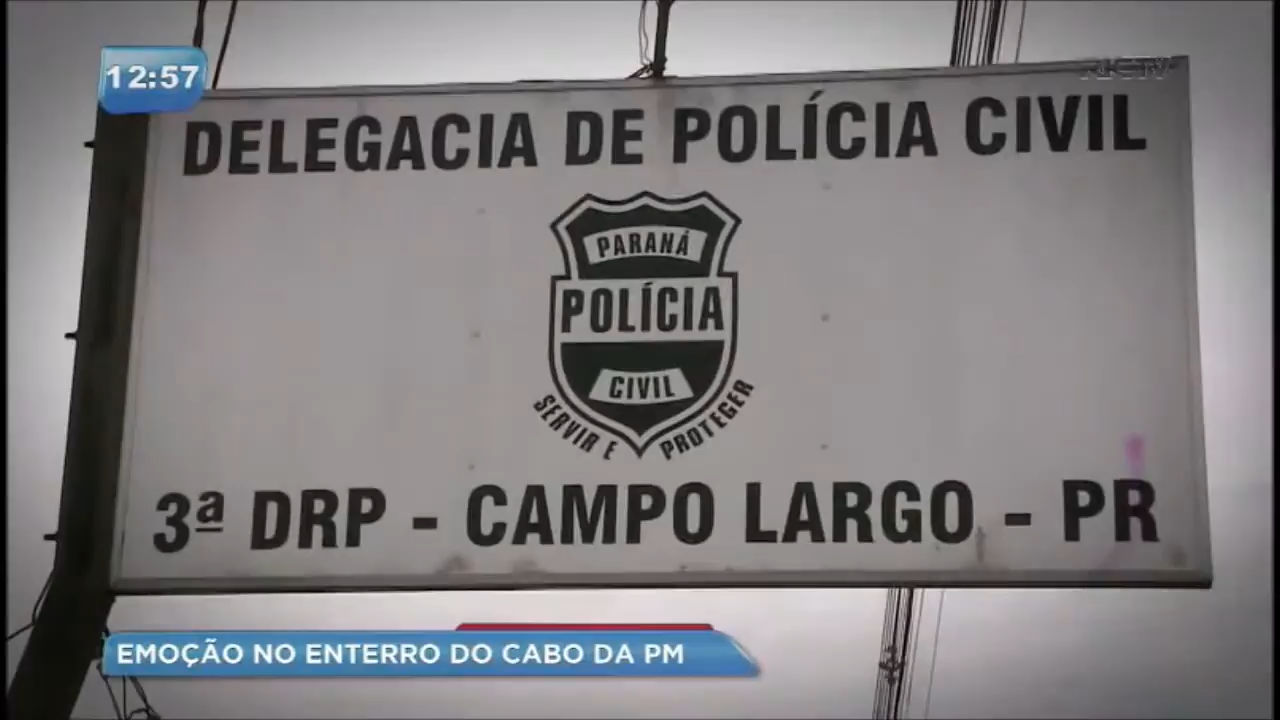 12:57
RICTV
DELEGACIA DE POLÍCIA CIVIL
PARANÁ
POLÍCIA
CIVIL
SERVIR E PROTEGER
3ª DRP - CAMPO LARGO - PR
EMOÇÃO NO ENTERRO DO CABO DA PM